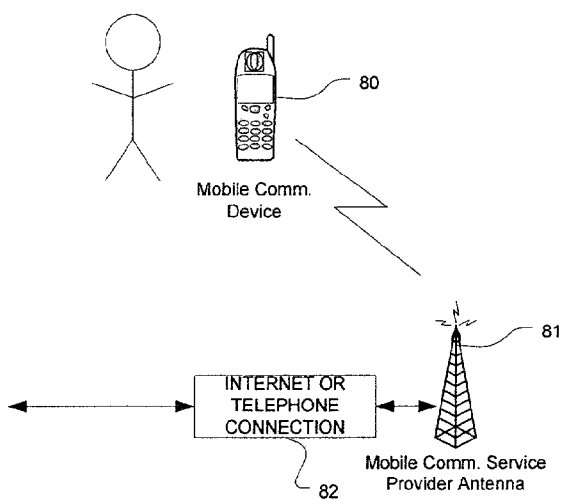 80
Mobile Comm.
Device
81
INTERNET OR
TELEPHONE
CONNECTION
Mobile Comm. Service
Provider Antenna
82